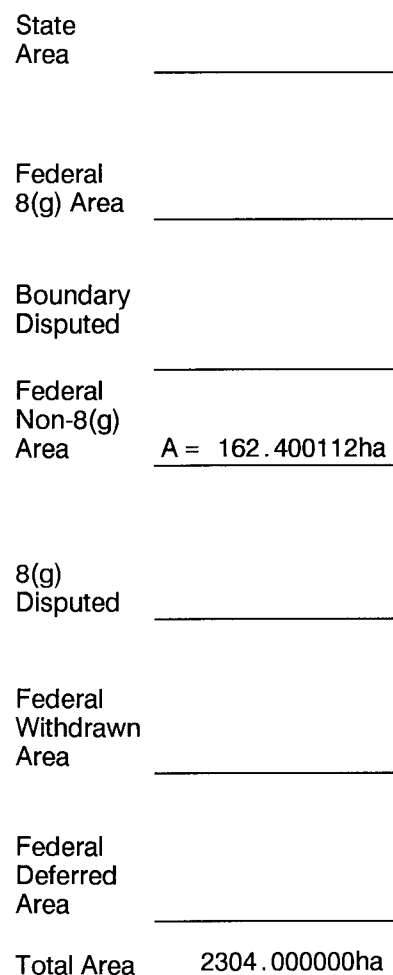 State
Area
Federal
8(g) Area
Boundary
Disputed
Federal
Non-8(g)
Area A = 162.400112ha
8(g)
Disputed
Federal
Withdrawn
Area
Federal
Deferred
Area
Total Area 2304.000000ha